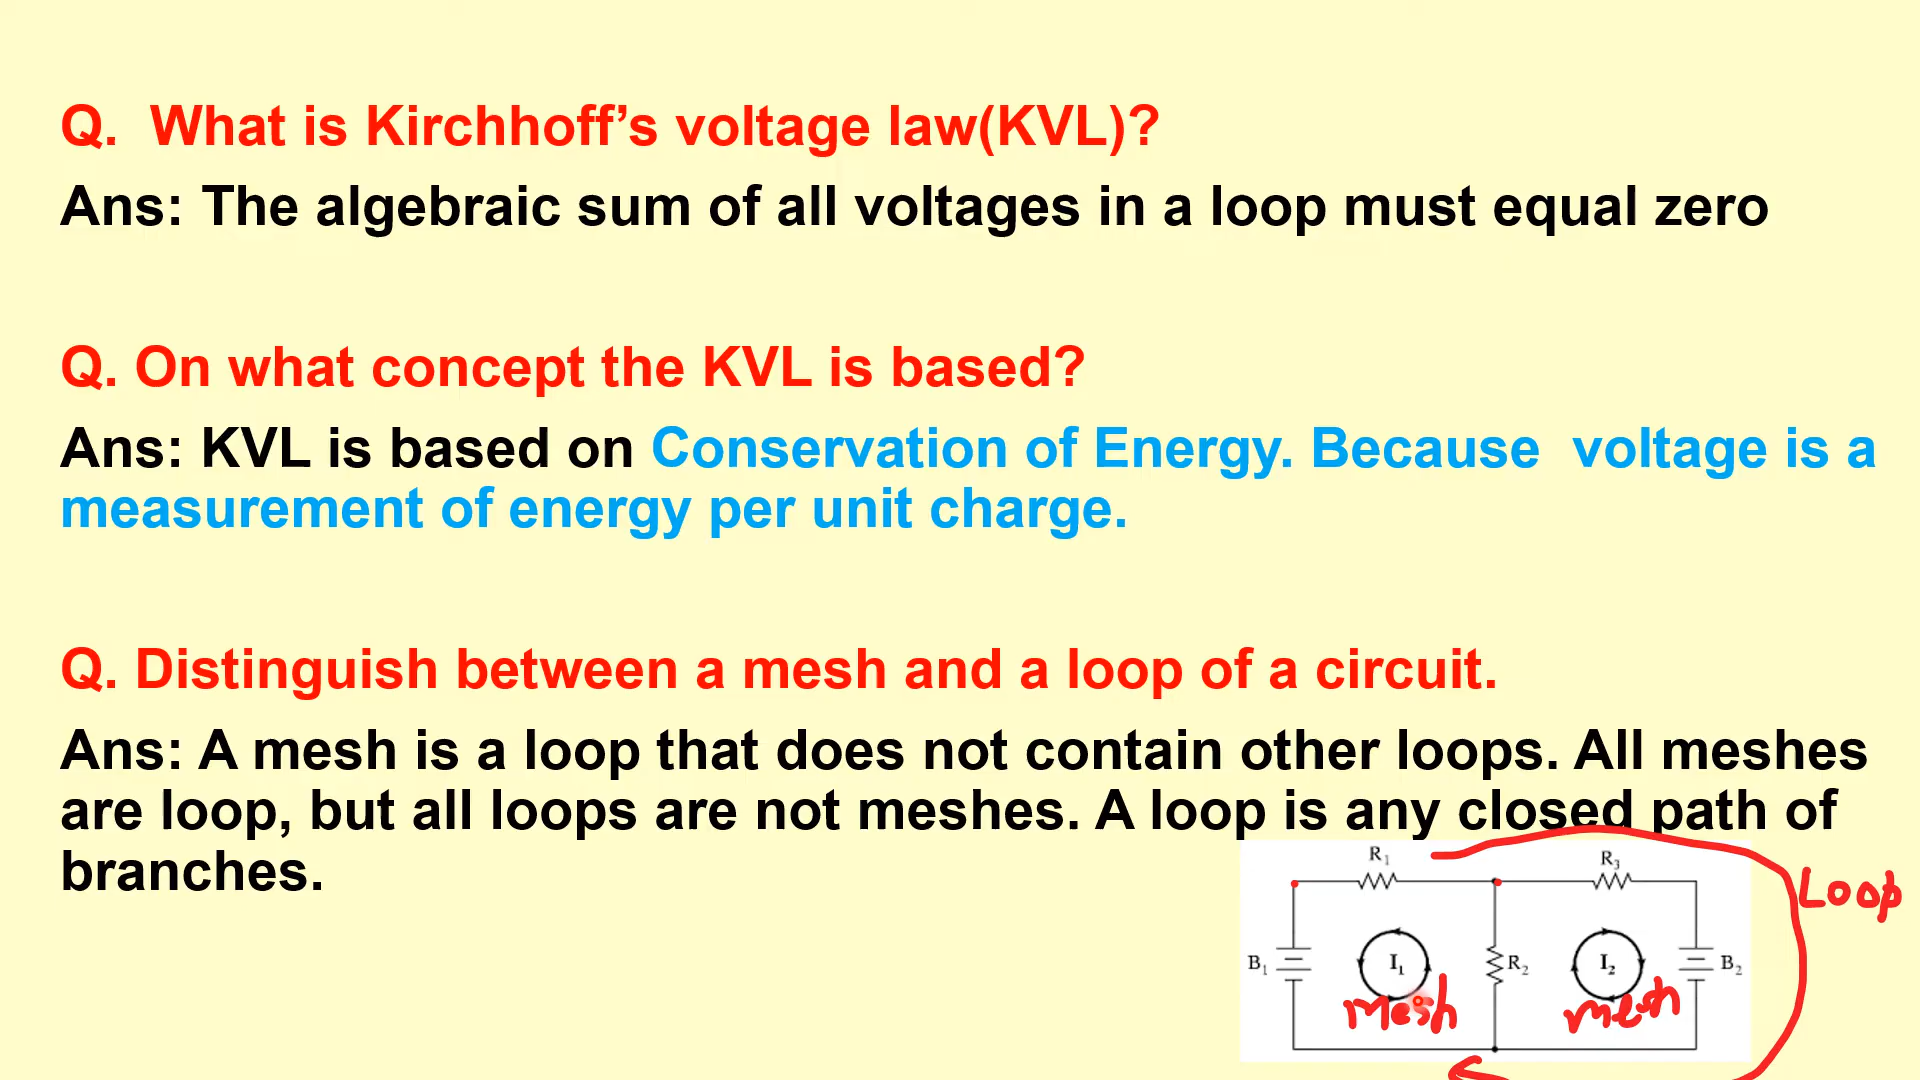 Q.  What is Kirchhoff’s voltage law(KVL)?
Ans: The algebraic sum of all voltages in a loop must equal zero
Q. On what concept the KVL is based?
Ans: KVL is based on Conservation of Energy. Because  voltage is a
measurement of energy per unit charge.
Q. Distinguish between a mesh and a loop of a circuit.
Ans: A mesh is a loop that does not contain other loops. All meshes
are loop, but all loops are not meshes. A loop is any closed path of
branches.
R1
R3
Loop
B1
I1
R2
I2
B2
mesh
mesh